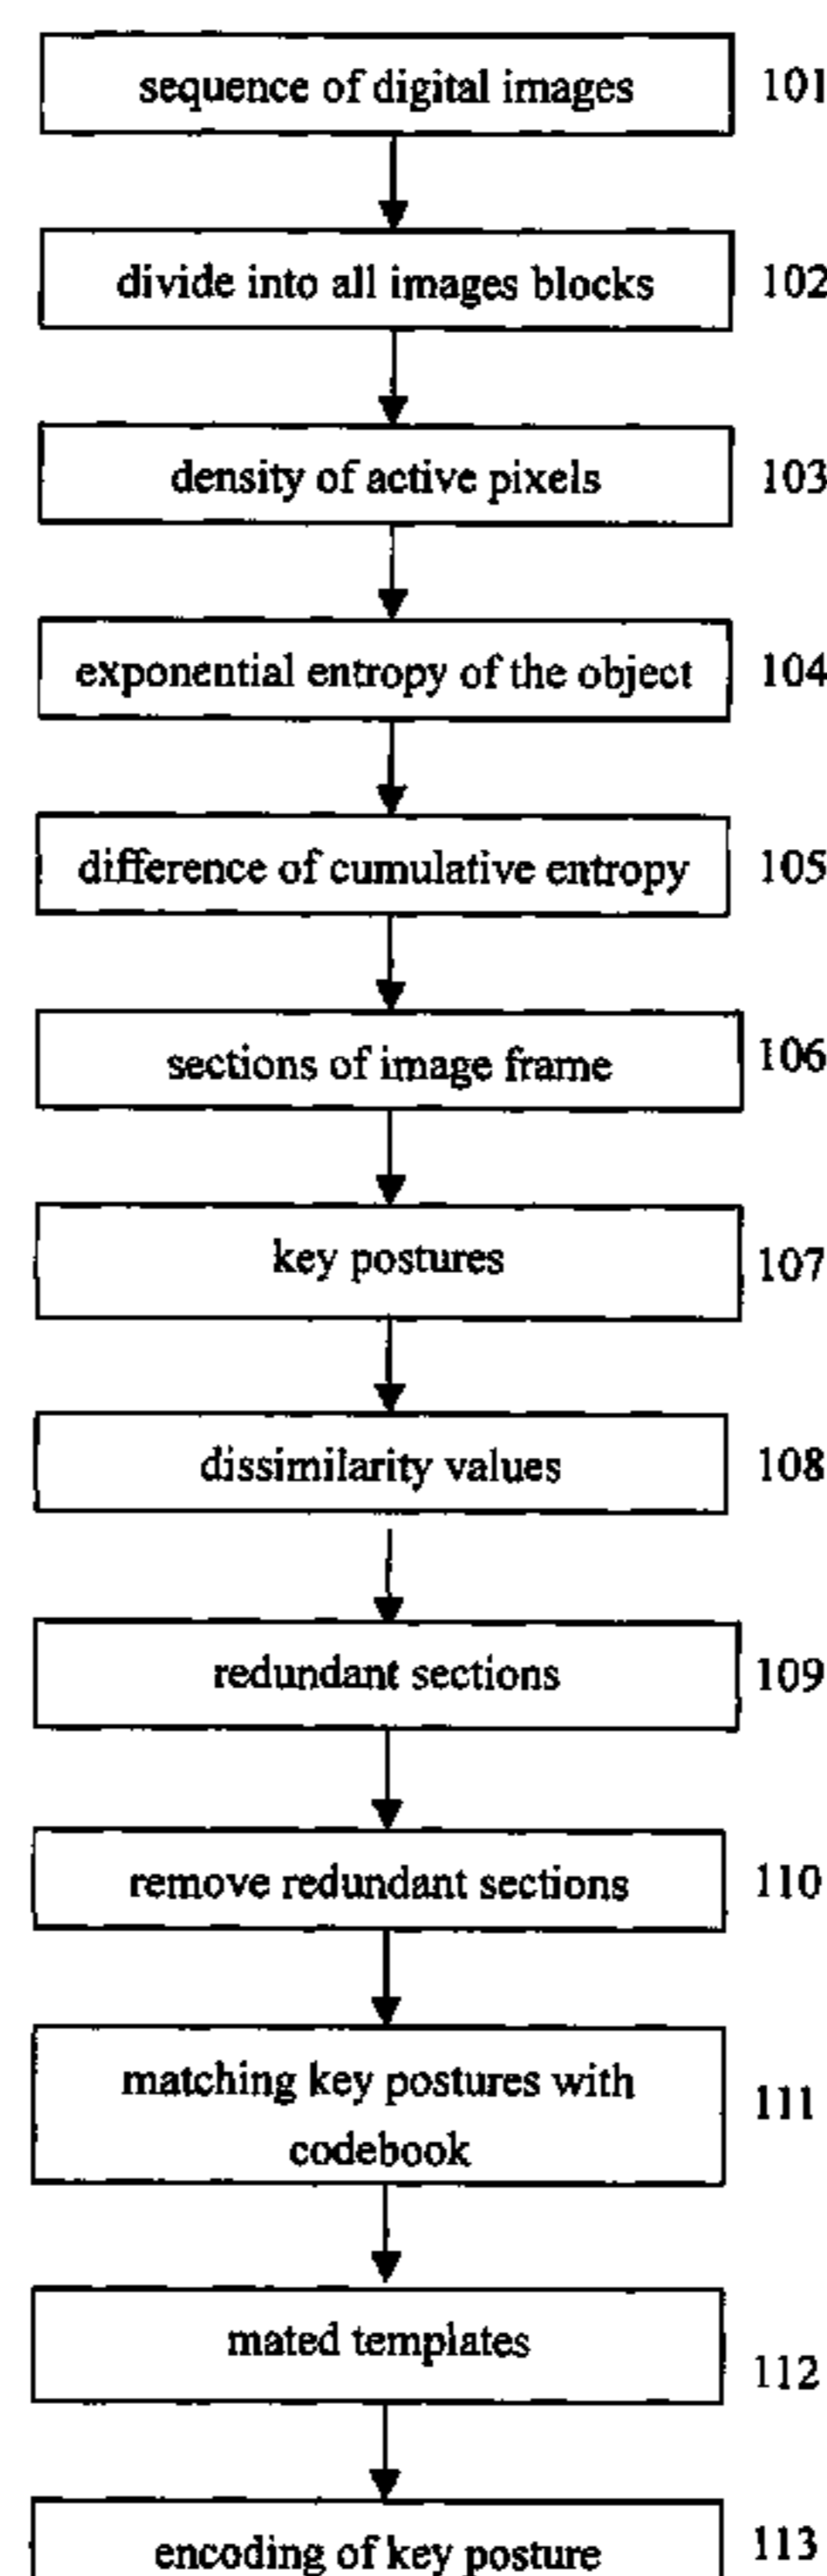 sequence of digital images 101
divide into all images blocks 102
density of active pixels 103
exponential entropy of the object 104
difference of cumulative entropy 105
sections of image frame 106
key postures 107
dissimilarity values 108
redundant sections 109
remove redundant sections 110
matching key postures with
codebook
111
mated templates
112
encoding of key posture 113